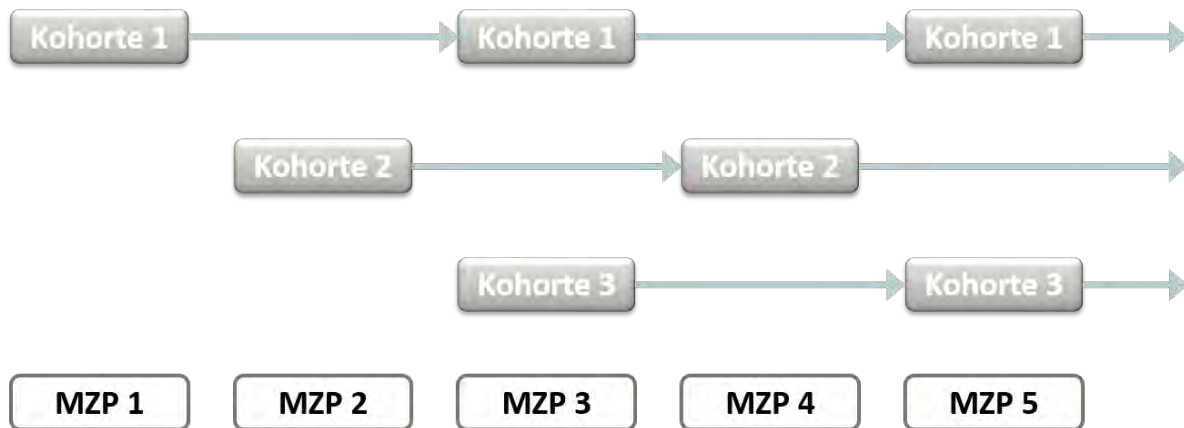 Kohorte 1 Kohorte 1 Kohorte 1
Kohorte 2 Kohorte 2
Kohorte 3 Kohorte 3
MZP 1 MZP 2 MZP 3 MZP 4 MZP 5